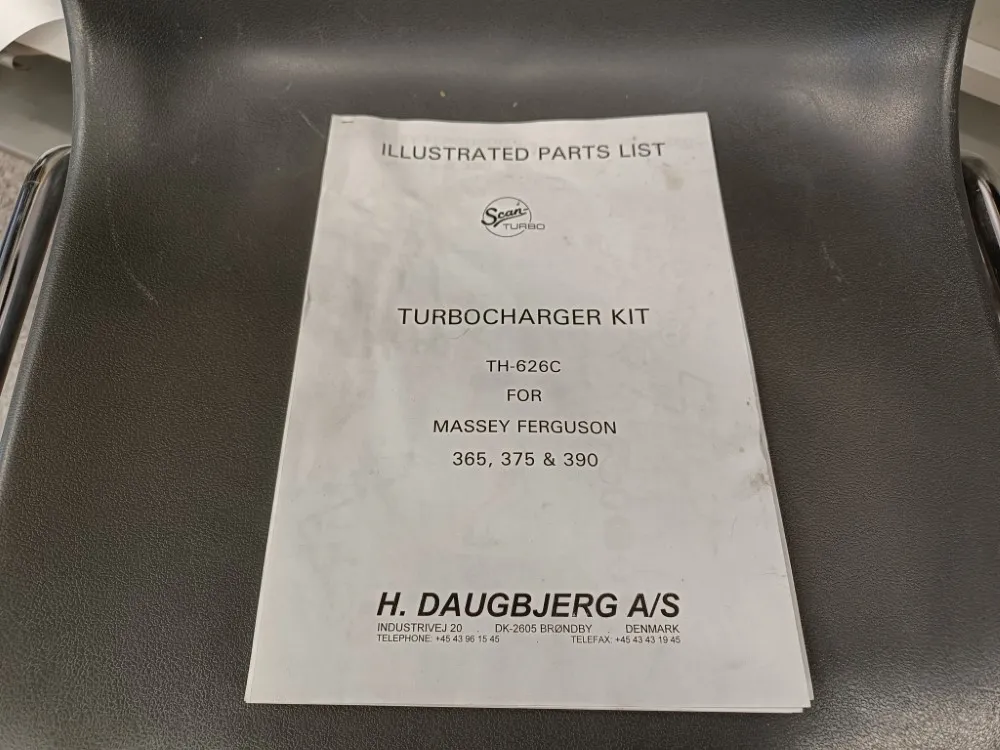 ILLUSTRATED PARTS LIST
Scan-
TURBO
TURBOCHARGER KIT
TH-626C
FOR
MASSEY FERGUSON
365, 375 & 390
H. DAUGBJERG A/S
INDUSTRIVEJ 20 . DK-2605 BRØNDBY . DENMARK
TELEPHONE: +45 43 96 15 45 . TELEFAX: +45 43 43 19 45